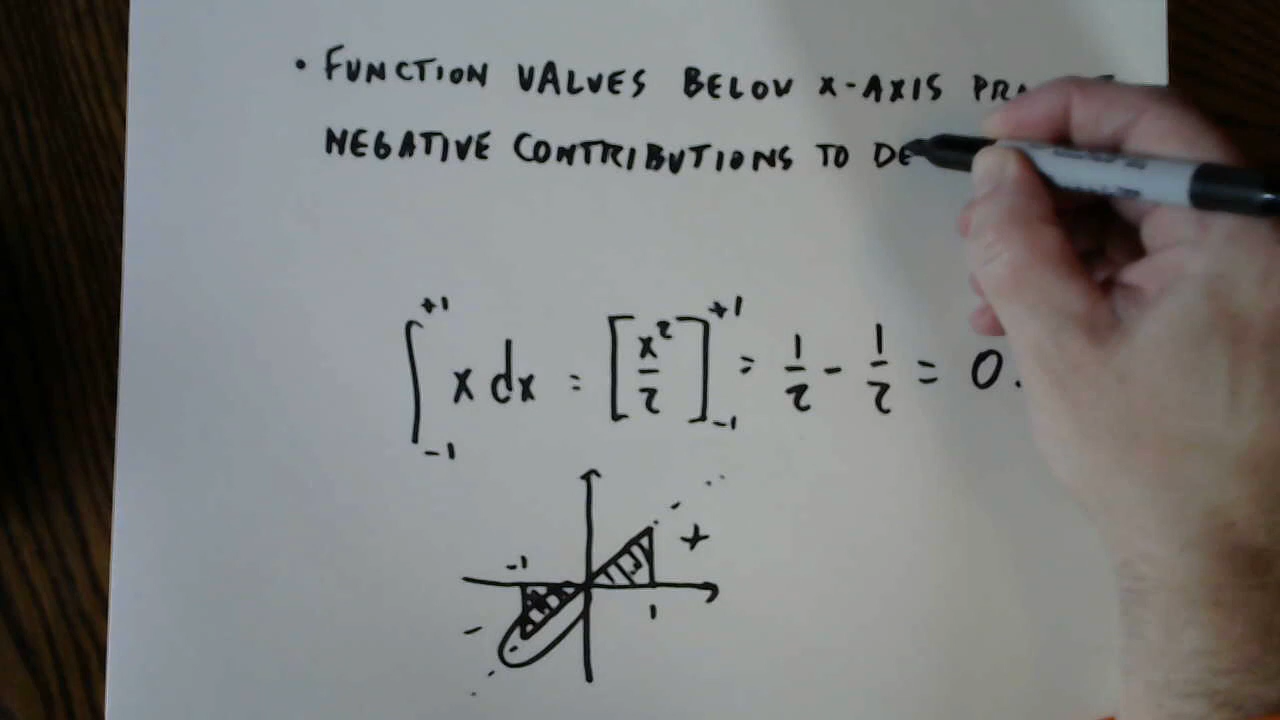 • FUNCTION VALUES BELOW X-AXIS
NEGATIVE CONTRIBUTIONS TO DE
∫₋₁⁺¹ x dx = [x²/2]₋₁⁺¹ = 1/2 - 1/2 = 0.
+
-1
1
-